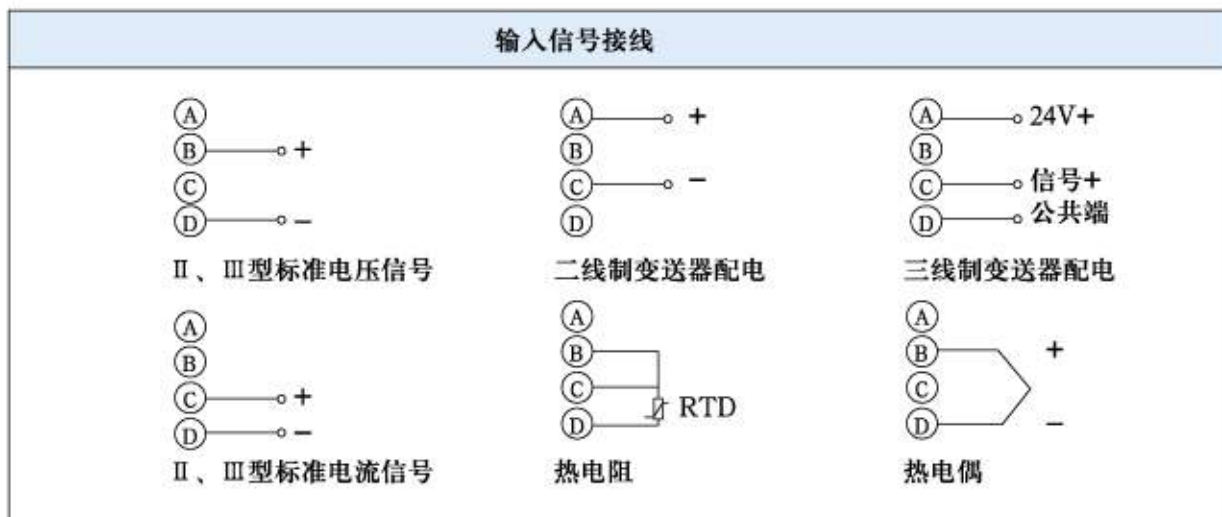 输入信号接线
A
B +
C
D −
Ⅱ、Ⅲ型标准电压信号
A +
B
C −
D
二线制变送器配电
A 24V+
B
C 信号+
D 公共端
三线制变送器配电
A
B
C +
D −
Ⅱ、Ⅲ型标准电流信号
A
B
C
D
RTD
热电阻
A
B +
C
D −
热电偶